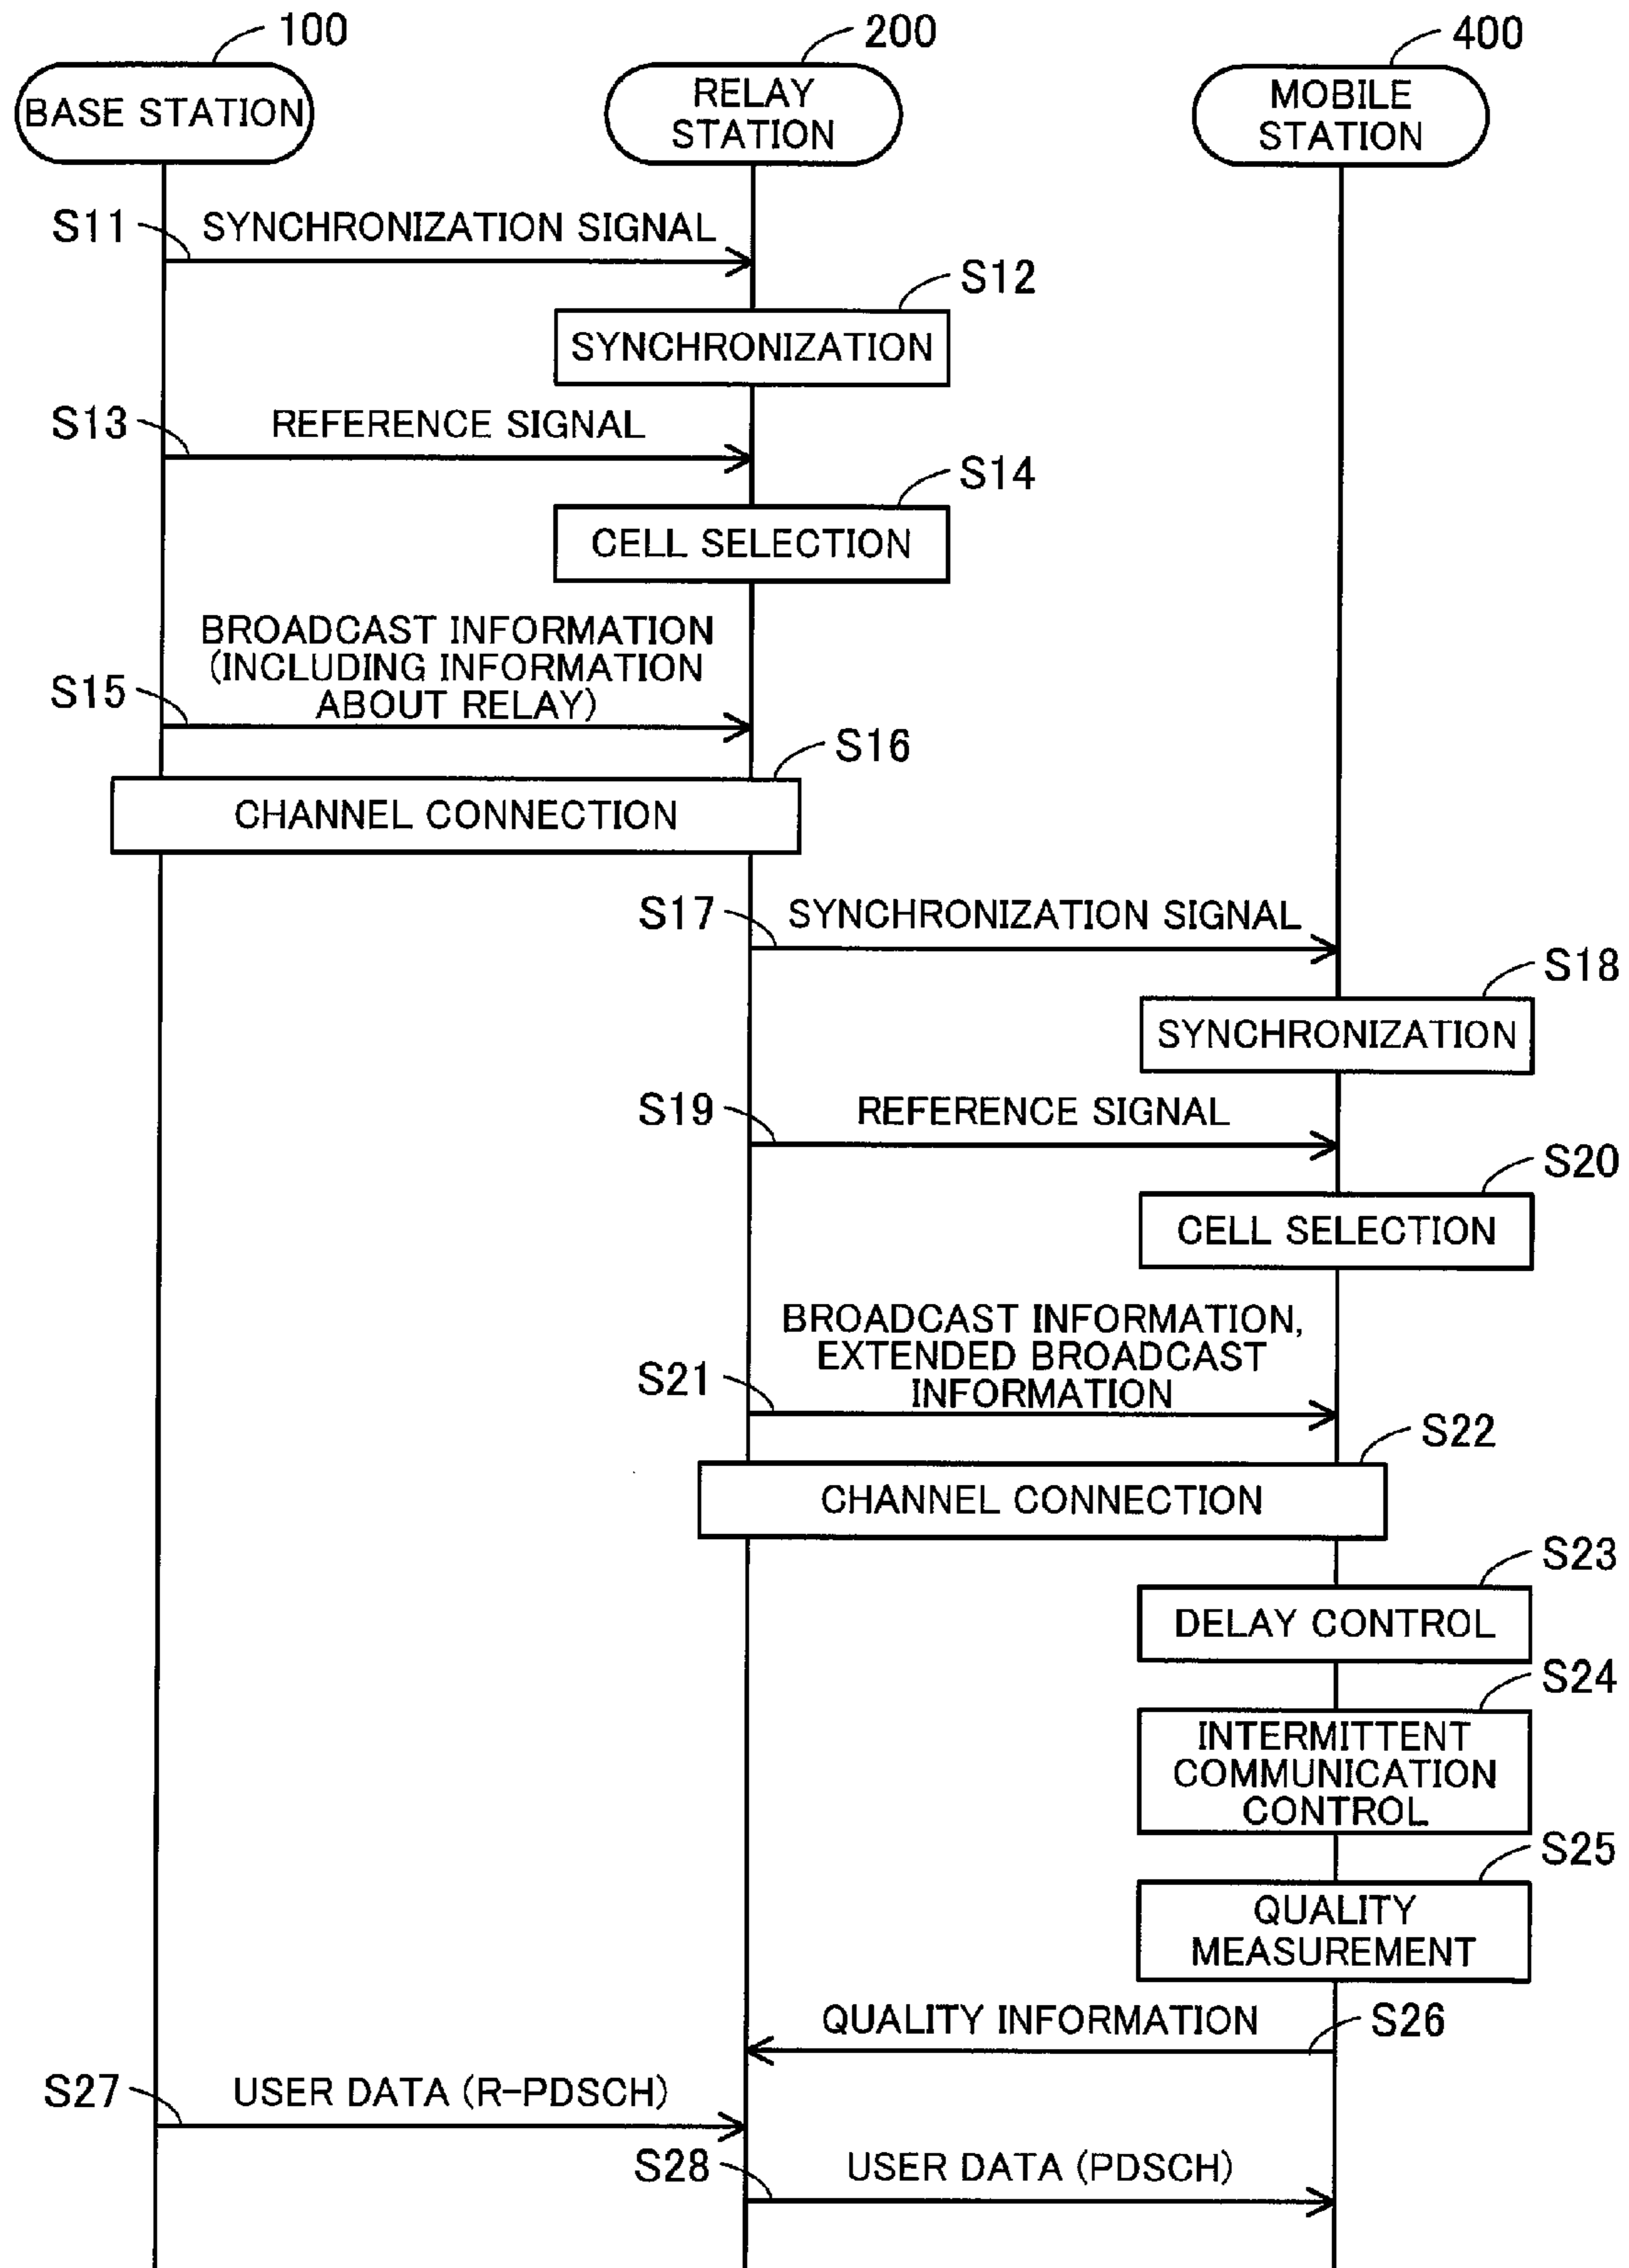 100
200
400
BASE STATION
RELAY
STATION
MOBILE
STATION
S11
SYNCHRONIZATION SIGNAL
S12
SYNCHRONIZATION
S13
REFERENCE SIGNAL
S14
CELL SELECTION
BROADCAST INFORMATION
(INCLUDING INFORMATION
ABOUT RELAY)
S15
S16
CHANNEL CONNECTION
S17
SYNCHRONIZATION SIGNAL
S18
SYNCHRONIZATION
S19
REFERENCE SIGNAL
S20
CELL SELECTION
BROADCAST INFORMATION,
EXTENDED BROADCAST
INFORMATION
S21
S22
CHANNEL CONNECTION
S23
DELAY CONTROL
S24
INTERMITTENT
COMMUNICATION
CONTROL
S25
QUALITY
MEASUREMENT
QUALITY INFORMATION
S26
S27
USER DATA (R-PDSCH)
S28
USER DATA (PDSCH)